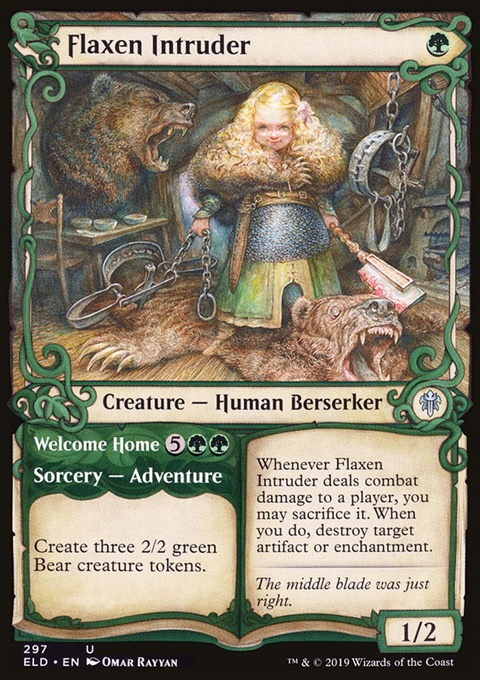 Flaxen Intruder
Creature — Human Berserker
Welcome Home 5
Sorcery — Adventure
Create three 2/2 green
Bear creature tokens.
Whenever Flaxen
Intruder deals combat
damage to a player, you
may sacrifice it. When
you do, destroy target
artifact or enchantment.
The middle blade was just
right.
1/2
297 U
ELD • EN Omar Rayyan
™ & © 2019 Wizards of the Coast